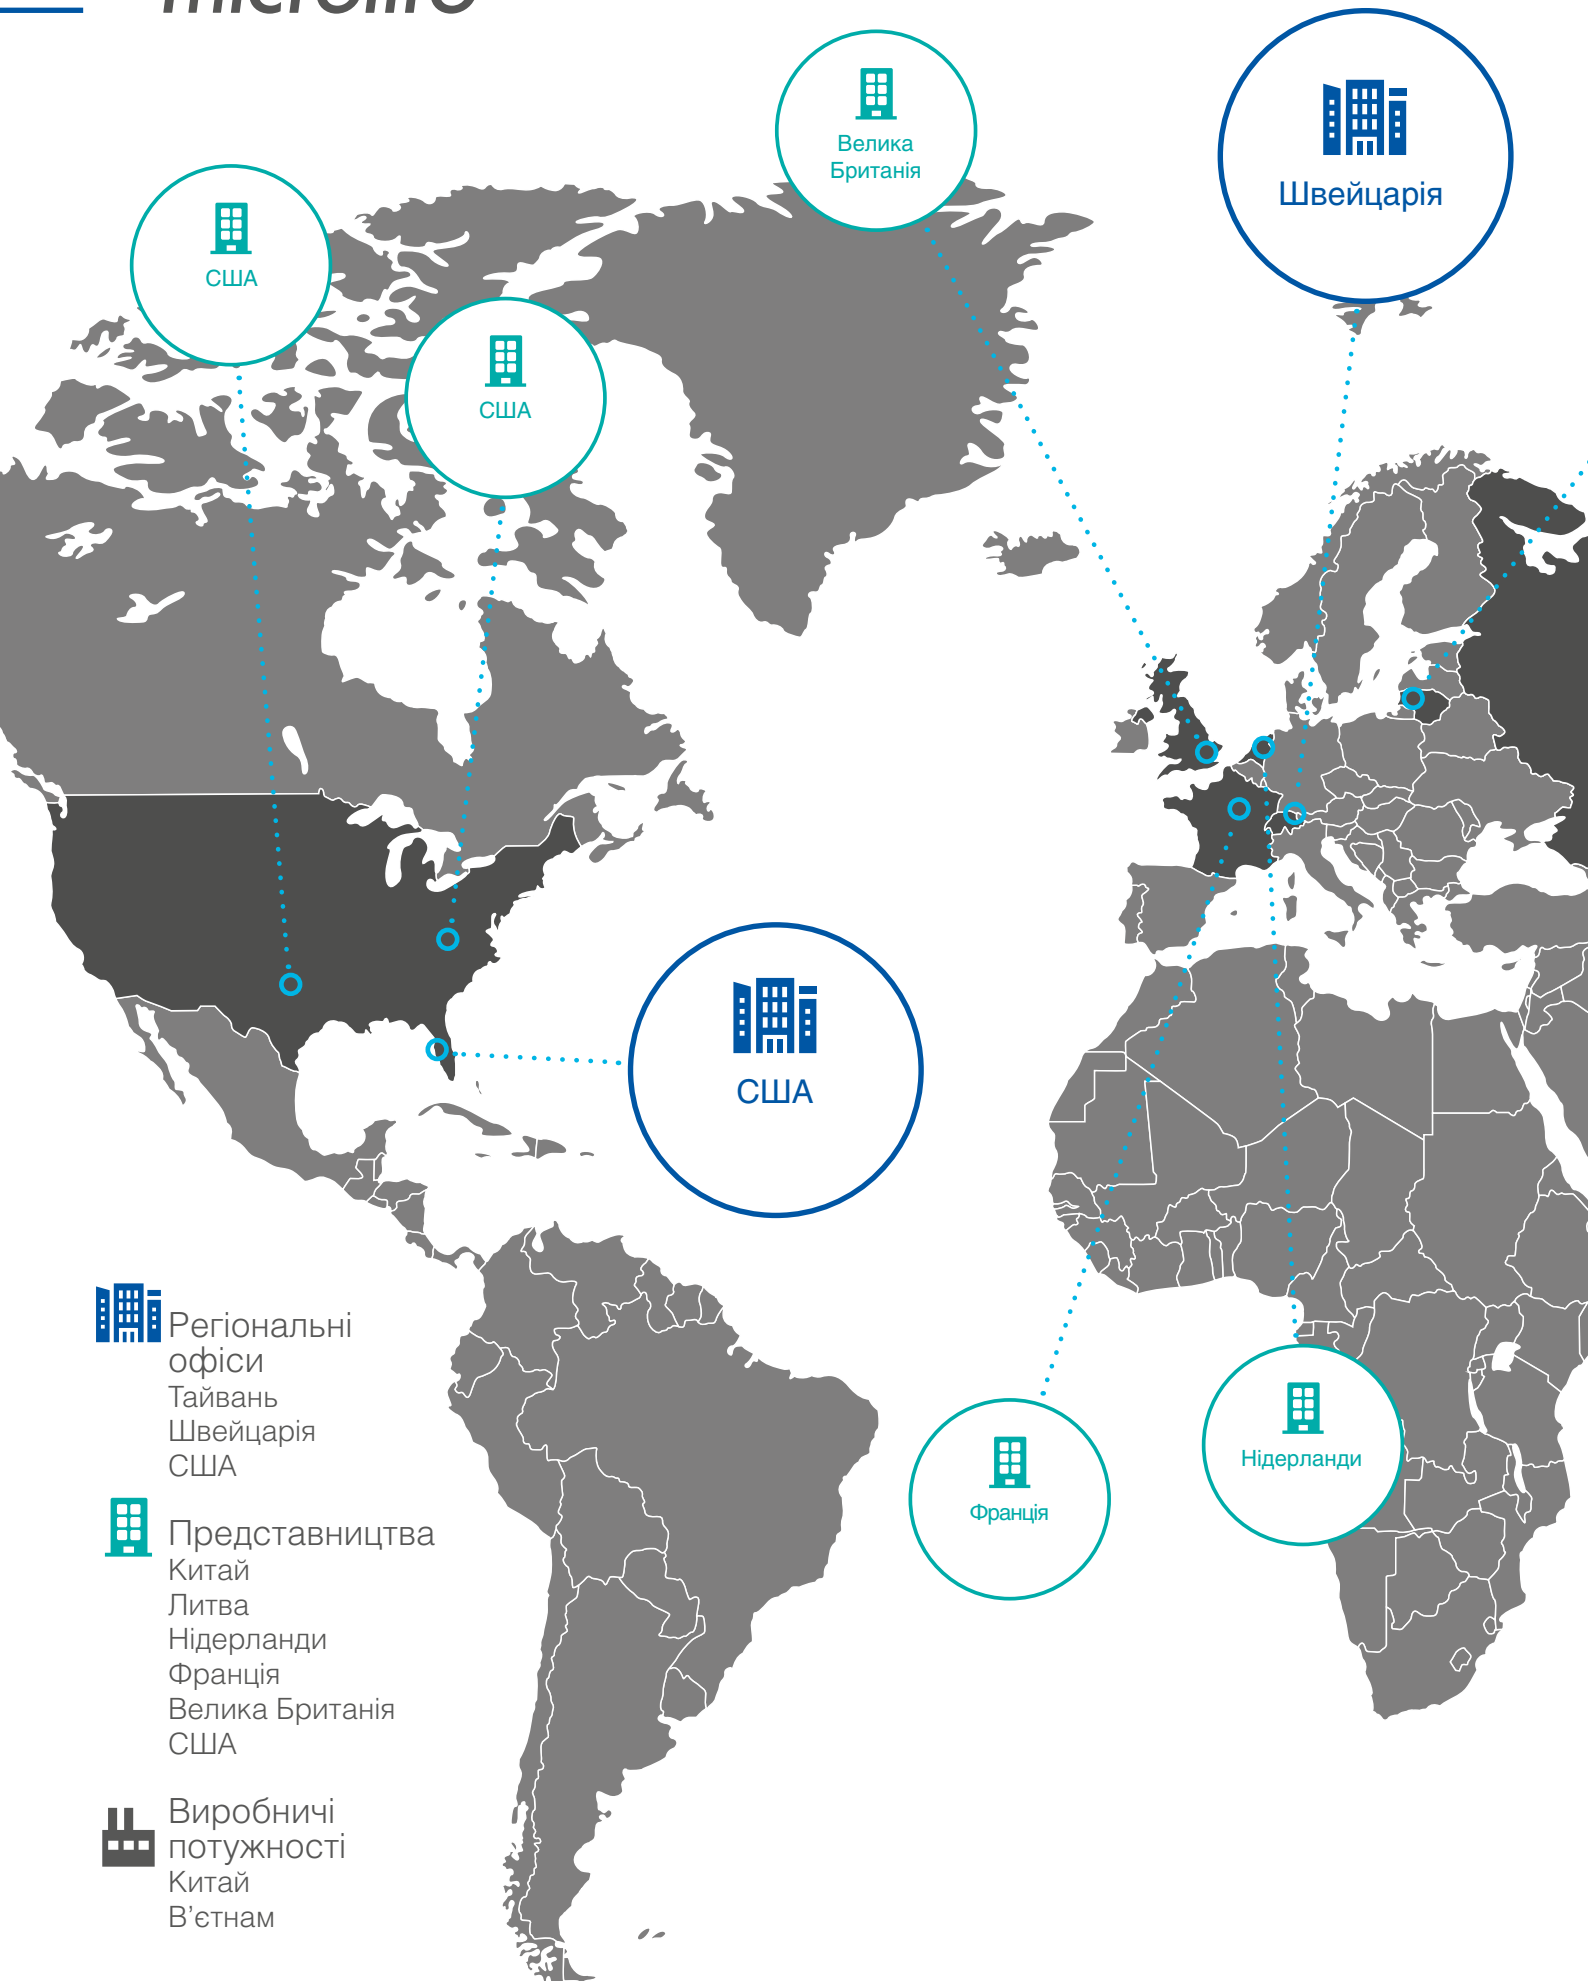 Велика
Британія
Швейцарія
США
США
США
Франція
Нідерланди
Регіональні
офіси
Тайвань
Швейцарія
США
Представництва
Китай
Литва
Нідерланди
Франція
Велика Британія
США
Виробничі
потужності
Китай
В’єтнам